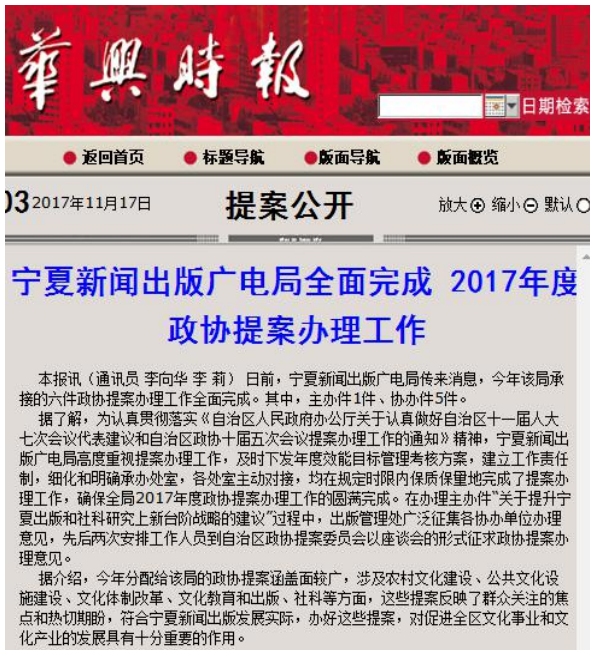 華興時報
日期检索
返回首页 标题导航 版面导航 版面概览
03 2017年11月17日 提案公开 放大 缩小 默认
宁夏新闻出版广电局全面完成 2017年度
政协提案办理工作
本报讯（通讯员 李向华 李 莉） 日前，宁夏新闻出版广电局传来消息，今年该局承
接的六件政协提案办理工作全面完成。其中，主办件1件、协办件5件。
据了解，为认真贯彻落实《自治区人民政府办公厅关于认真做好自治区十一届人大
七次会议代表建议和自治区政协十届五次会议提案办理工作的通知》精神，宁夏新闻出
版广电局高度重视提案办理工作，及时下发年度效能目标管理考核方案，建立工作责任
制，细化和明确承办处室，各处室主动对接，均在规定时限内保质保量地完成了提案办
理工作，确保全局2017年度政协提案办理工作的圆满完成。在办理主办件“关于提升宁
夏出版和社科研究上新台阶战略的建议”过程中，出版管理处广泛征集各协办单位办理
意见，先后两次安排工作人员到自治区政协提案委员会以座谈会的形式征求政协提案办
理意见。
据介绍，今年分配给该局的政协提案涵盖面较广，涉及农村文化建设、公共文化设
施建设、文化体制改革、文化教育和出版、社科等方面，这些提案反映了群众关注的焦
点和热切期盼，符合宁夏新闻出版发展实际，办好这些提案，对促进全区文化事业和文
化产业的发展具有十分重要的作用。